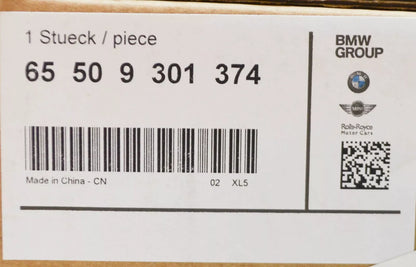 1 Stueck / piece
65 50 9 301 374
Made in China - CN
02 XL5
BMW
GROUP
MINI
Rolls-Royce
Motor Cars